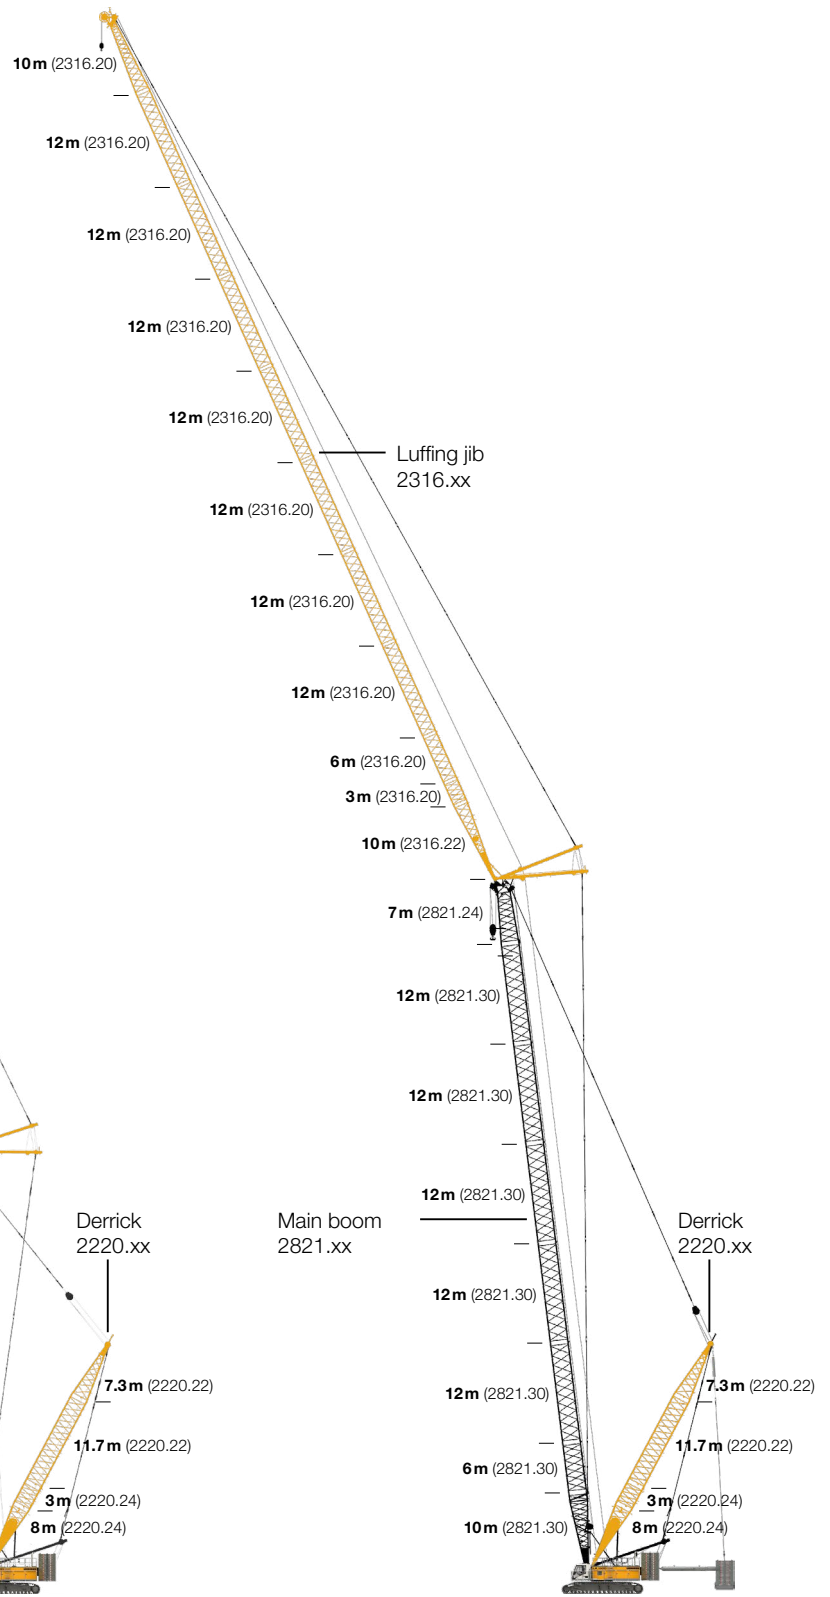 10 m (2316.20)
12 m (2316.20)
12 m (2316.20)
12 m (2316.20)
12 m (2316.20)
Luffing jib
2316.xx
12 m (2316.20)
12 m (2316.20)
12 m (2316.20)
6 m (2316.20)
3 m (2316.20)
10 m (2316.22)
7 m (2821.24)
12 m (2821.30)
12 m (2821.30)
12 m (2821.30)
Main boom
2821.xx
12 m (2821.30)
12 m (2821.30)
6 m (2821.30)
10 m (2821.30)
Derrick
2220.xx
7.3 m (2220.22)
11.7 m (2220.22)
3 m (2220.24)
8 m (2220.24)
Derrick
2220.xx
7.3 m (2220.22)
11.7 m (2220.22)
3 m (2220.24)
8 m (2220.24)